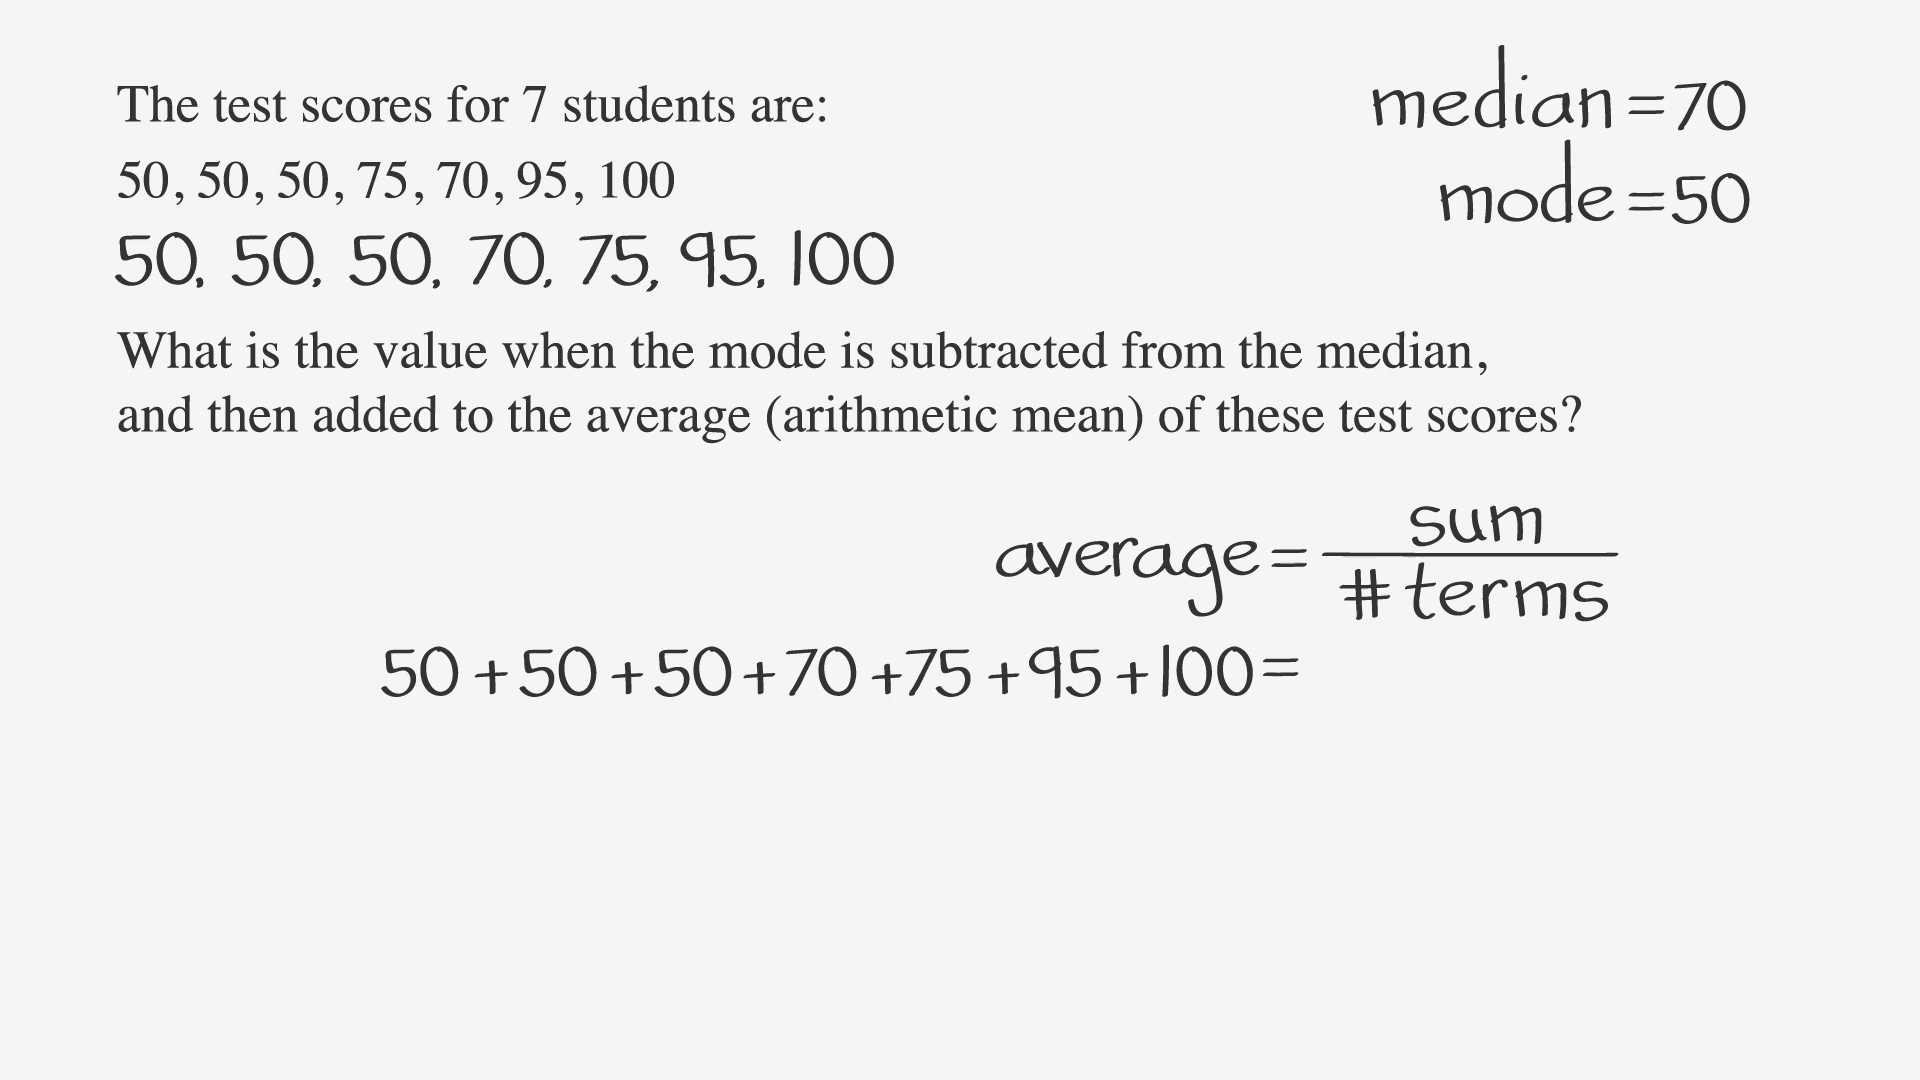 The test scores for 7 students are:
50, 50, 50, 75, 70, 95, 100
50, 50, 50, 70, 75, 95, 100
median = 70
mode = 50
What is the value when the mode is subtracted from the median,
and then added to the average (arithmetic mean) of these test scores?
average = sum / # terms
50 + 50 + 50 + 70 + 75 + 95 + 100 =